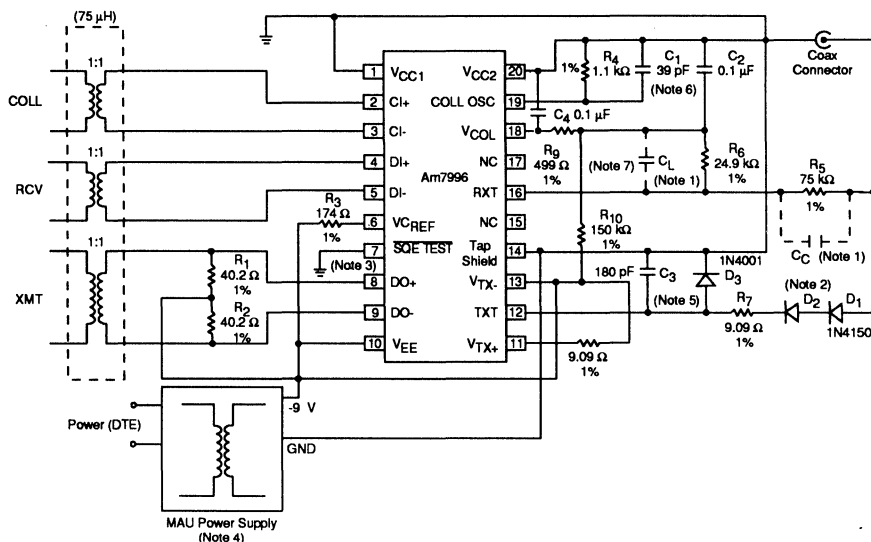 (75 µH)
1:1
COLL
1:1
RCV
1:1
XMT
R1
40.2 Ω
1%
R2
40.2 Ω
1%
R3
174 Ω
1%
(Note 3)
Am7996
1 VCC1
2 CI+
3 CI-
4 DI+
5 DI-
6 VCREF
7 SQE TEST
8 DO+
9 DO-
10 VEE
VCC2 20
COLL OSC 19
VCOL 18
NC 17
RXT 16
NC 15
Tap Shield 14
VTX- 13
TXT 12
VTX+ 11
1%
R4
1.1 kΩ
C1
39 pF
(Note 6)
C2
0.1 µF
Coax
Connector
C4 0.1 µF
R9
499 Ω
1%
(Note 7)
CL
(Note 1)
R6
24.9 kΩ
1%
R5
75 kΩ
1%
CC (Note 1)
R10
150 kΩ
1%
180 pF
C3
(Note 5)
1N4001
D3
R7
9.09 Ω
1%
(Note 2)
D2
D1
1N4150
9.09 Ω
1%
Power (DTE)
-9 V
GND
MAU Power Supply
(Note 4)